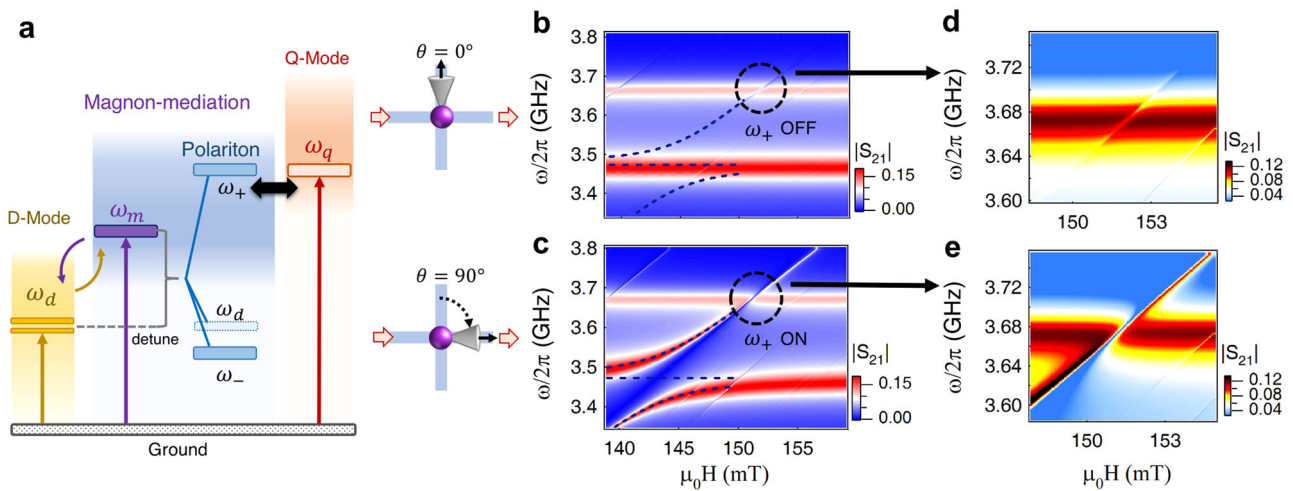 a
Q-Mode
Magnon-mediation
Polariton
ω_q
ω_+
D-Mode
ω_m
ω_d
ω_d
detune
ω_−
Ground
θ = 0°
θ = 90°
b
ω/2π (GHz)
3.8
3.7
3.6
3.5
3.4
ω_+ OFF
|S_21|
0.15
0.00
c
ω/2π (GHz)
3.8
3.7
3.6
3.5
3.4
ω_+ ON
|S_21|
0.15
0.00
140
145
150
155
μ_0H (mT)
d
ω/2π (GHz)
3.72
3.68
3.64
3.60
|S_21|
0.12
0.08
0.04
150
153
e
ω/2π (GHz)
3.72
3.68
3.64
3.60
|S_21|
0.12
0.08
0.04
150
153
μ_0H (mT)